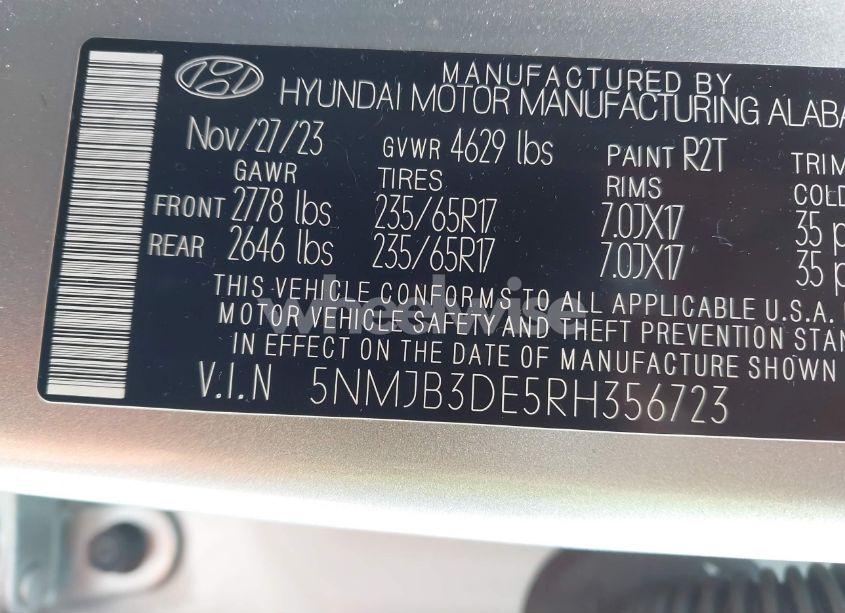 MANUFACTURED BY
HYUNDAI MOTOR MANUFACTURING ALABA
Nov/27/23 GVWR 4629 lbs PAINT R2T TRIM
GAWR TIRES RIMS COLD
FRONT 2778 lbs 235/65R17 7.0JX17 35 p
REAR 2646 lbs 235/65R17 7.0JX17 35 p
THIS VEHICLE CONFORMS TO ALL APPLICABLE U.S.A.
MOTOR VEHICLE SAFETY AND THEFT PREVENTION STAN
IN EFFECT ON THE DATE OF MANUFACTURE SHOWN
V.I.N 5NMJB3DE5RH356723
wheelwise